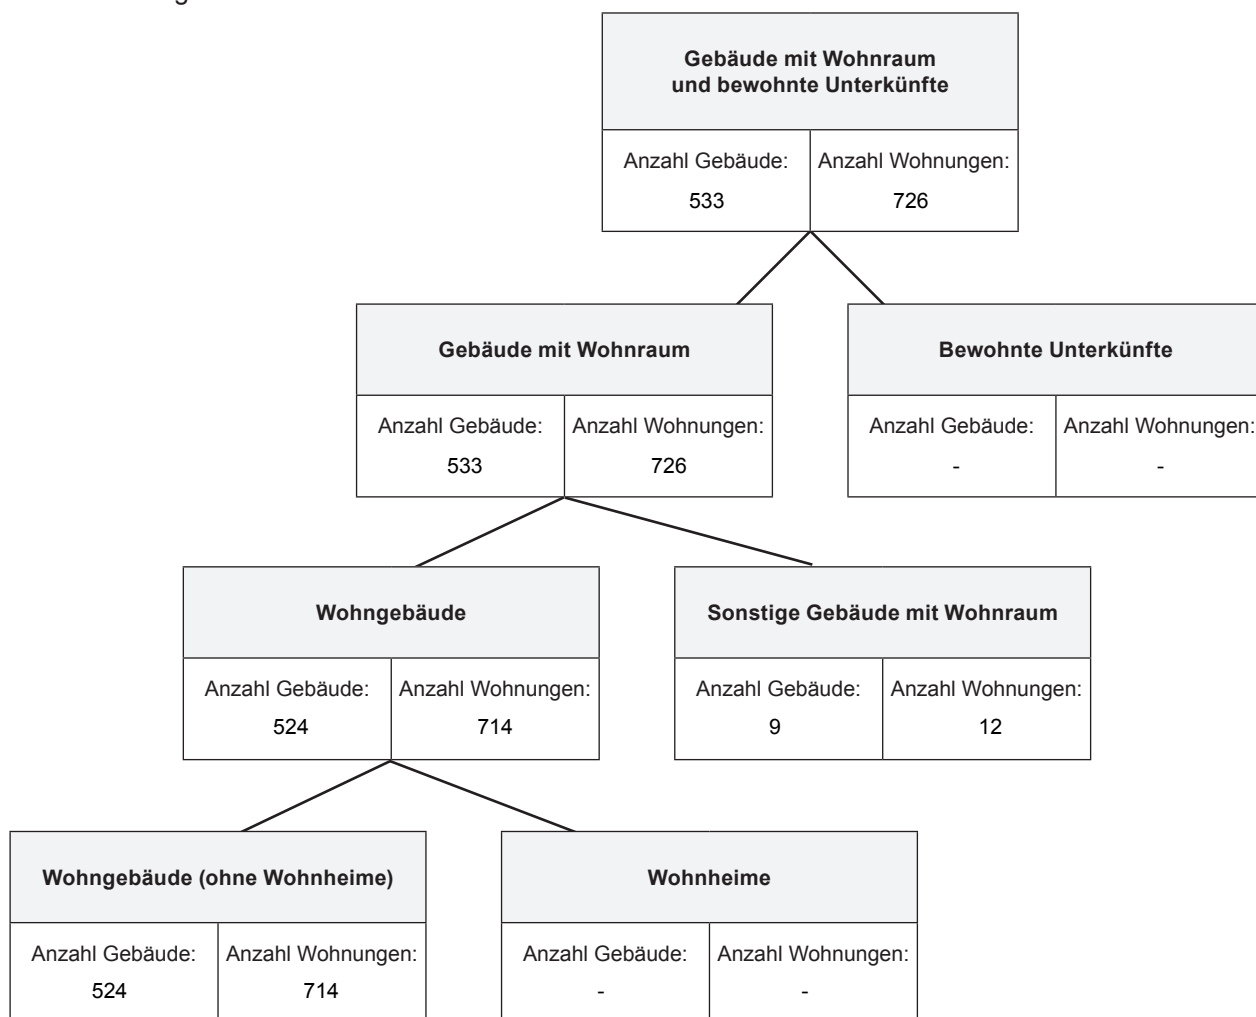 Gebäude mit Wohnraum
und bewohnte Unterkünfte
Anzahl Gebäude: Anzahl Wohnungen:
533 726
Gebäude mit Wohnraum
Anzahl Gebäude: Anzahl Wohnungen:
533 726
Bewohnte Unterkünfte
Anzahl Gebäude: Anzahl Wohnungen:
- -
Wohngebäude
Anzahl Gebäude: Anzahl Wohnungen:
524 714
Sonstige Gebäude mit Wohnraum
Anzahl Gebäude: Anzahl Wohnungen:
9 12
Wohngebäude (ohne Wohnheime)
Anzahl Gebäude: Anzahl Wohnungen:
524 714
Wohnheime
Anzahl Gebäude: Anzahl Wohnungen:
- -